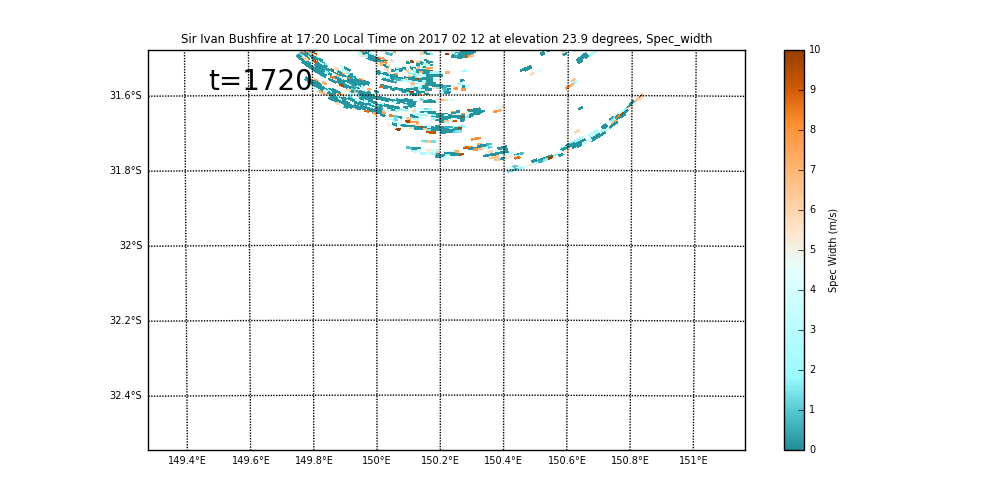 Sir Ivan Bushfire at 17:20 Local Time on 2017 02 12 at elevation 23.9 degrees, Spec_width
t=1720
31.6°S
31.8°S
32°S
32.2°S
32.4°S
149.4°E 149.6°E 149.8°E 150°E 150.2°E 150.4°E 150.6°E 150.8°E 151°E
10
9
8
7
6
5
4
3
2
1
0
Spec Width (m/s)